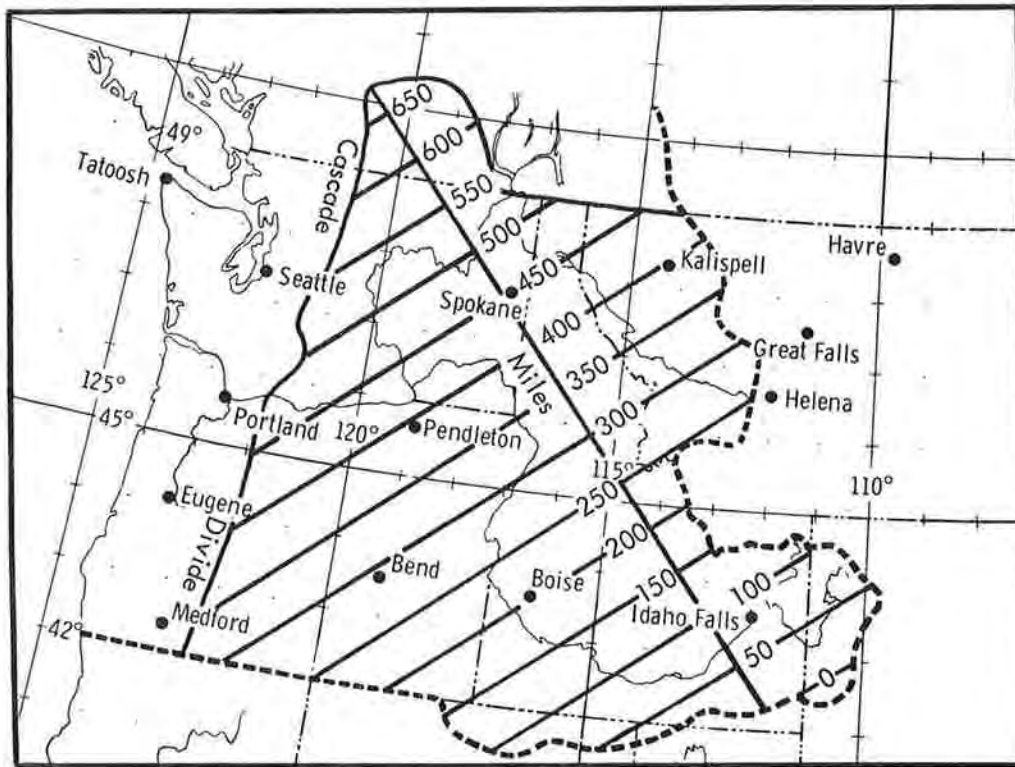 650
600
49°
Tatoosh
Cascade
550
500
Seattle
Spokane
450
Kalispell
Havre
400
Miles
350
Great Falls
125°
45°
Portland
120°
Pendleton
300
Helena
115°
250
110°
Eugene
Divide
Bend
200
Boise
150
100
Medford
Idaho Falls
42°
50
0